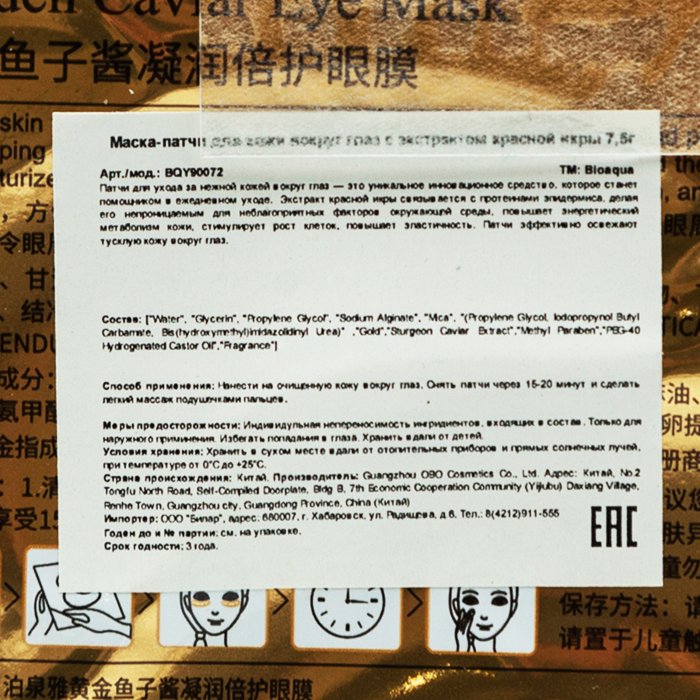 Caviar Eye Mask
鱼子酱凝润倍护眼膜
skin
ping
Маска-патчи для кожи вокруг глаз с экстрактом красной икры 7,5г
Арт./мод.: BQY90072
ТМ: Bioaqua
Патчи для ухода за нежной кожей вокруг глаз — это уникальное инновационное средство, которое станет
помощником в ежедневном уходе. Экстракт красной икры связывается с протеинами эпидермиса, делая
его непроницаемым для неблагоприятных факторов окружающей среды, повышает энергетический
метаболизм кожи, стимулирует рост клеток, повышает эластичность. Патчи эффективно освежают
тусклую кожу вокруг глаз.
Состав: ["Water", "Glycerin", "Propylene Glycol", "Sodium Alginate", "Mica", "(Propylene Glycol, Iodopropynol Butyl
Carbamate, Bis(hydroxymethyl)imidazolidinyl Urea)" ,"Gold","Sturgeon Caviar Extract","Methyl Paraben","PEG-40
Hydrogenated Castor Oil","Fragrance"]
Способ применения: Нанести на очищенную кожу вокруг глаз. Снять патчи через 15-20 минут и сделать
легкий массаж подушечками пальцев.
Меры предосторожности: Индивидульная непереносимость ингридиентов, входящих в состав. Только для
наружного приминения. Избегать попадания в глаза. Хранить вдали от детей.
Условия хранения: Хранить в сухом месте вдали от отопительных приборов и прямых солнечных лучей,
при температуре от 0°C до +25°C.
Страна происхождения: Китай. Производитель: Guangzhou OBO Cosmetics Co., Ltd. Адрес: Китай, No.2
Tongfu North Road, Self-Compiled Doorplate, Bldg B, 7th Economic Cooperation Community (Yijiubu) Daxiang Village,
Renhe Town, Guangzhou city, Guangdong Province, China (Китай)
Импортер: ООО "Билар", адрес: 680007, г. Хабаровск, ул. Радищева, д.6. Тел.: 8(4212)911-555
Годен до и № партии: см. на упаковке.
Срок годности: 3 года.
EAC
保存方法：
请置于儿童
泊泉雅黄金鱼子酱凝润倍护眼膜